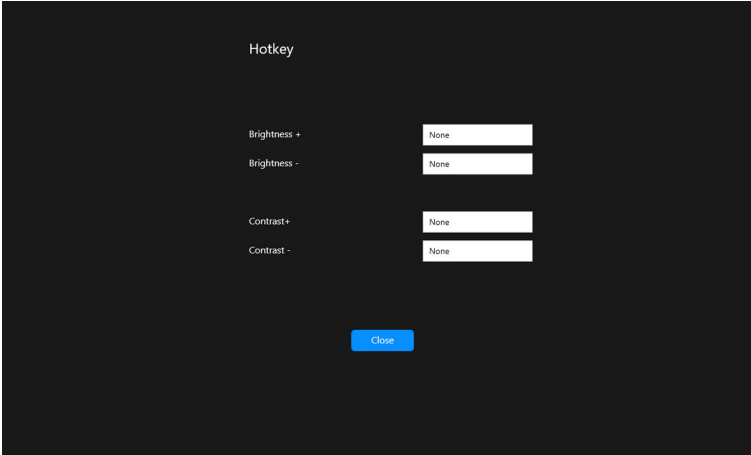 Hotkey
Brightness + None
Brightness - None
Contrast+ None
Contrast - None
Close